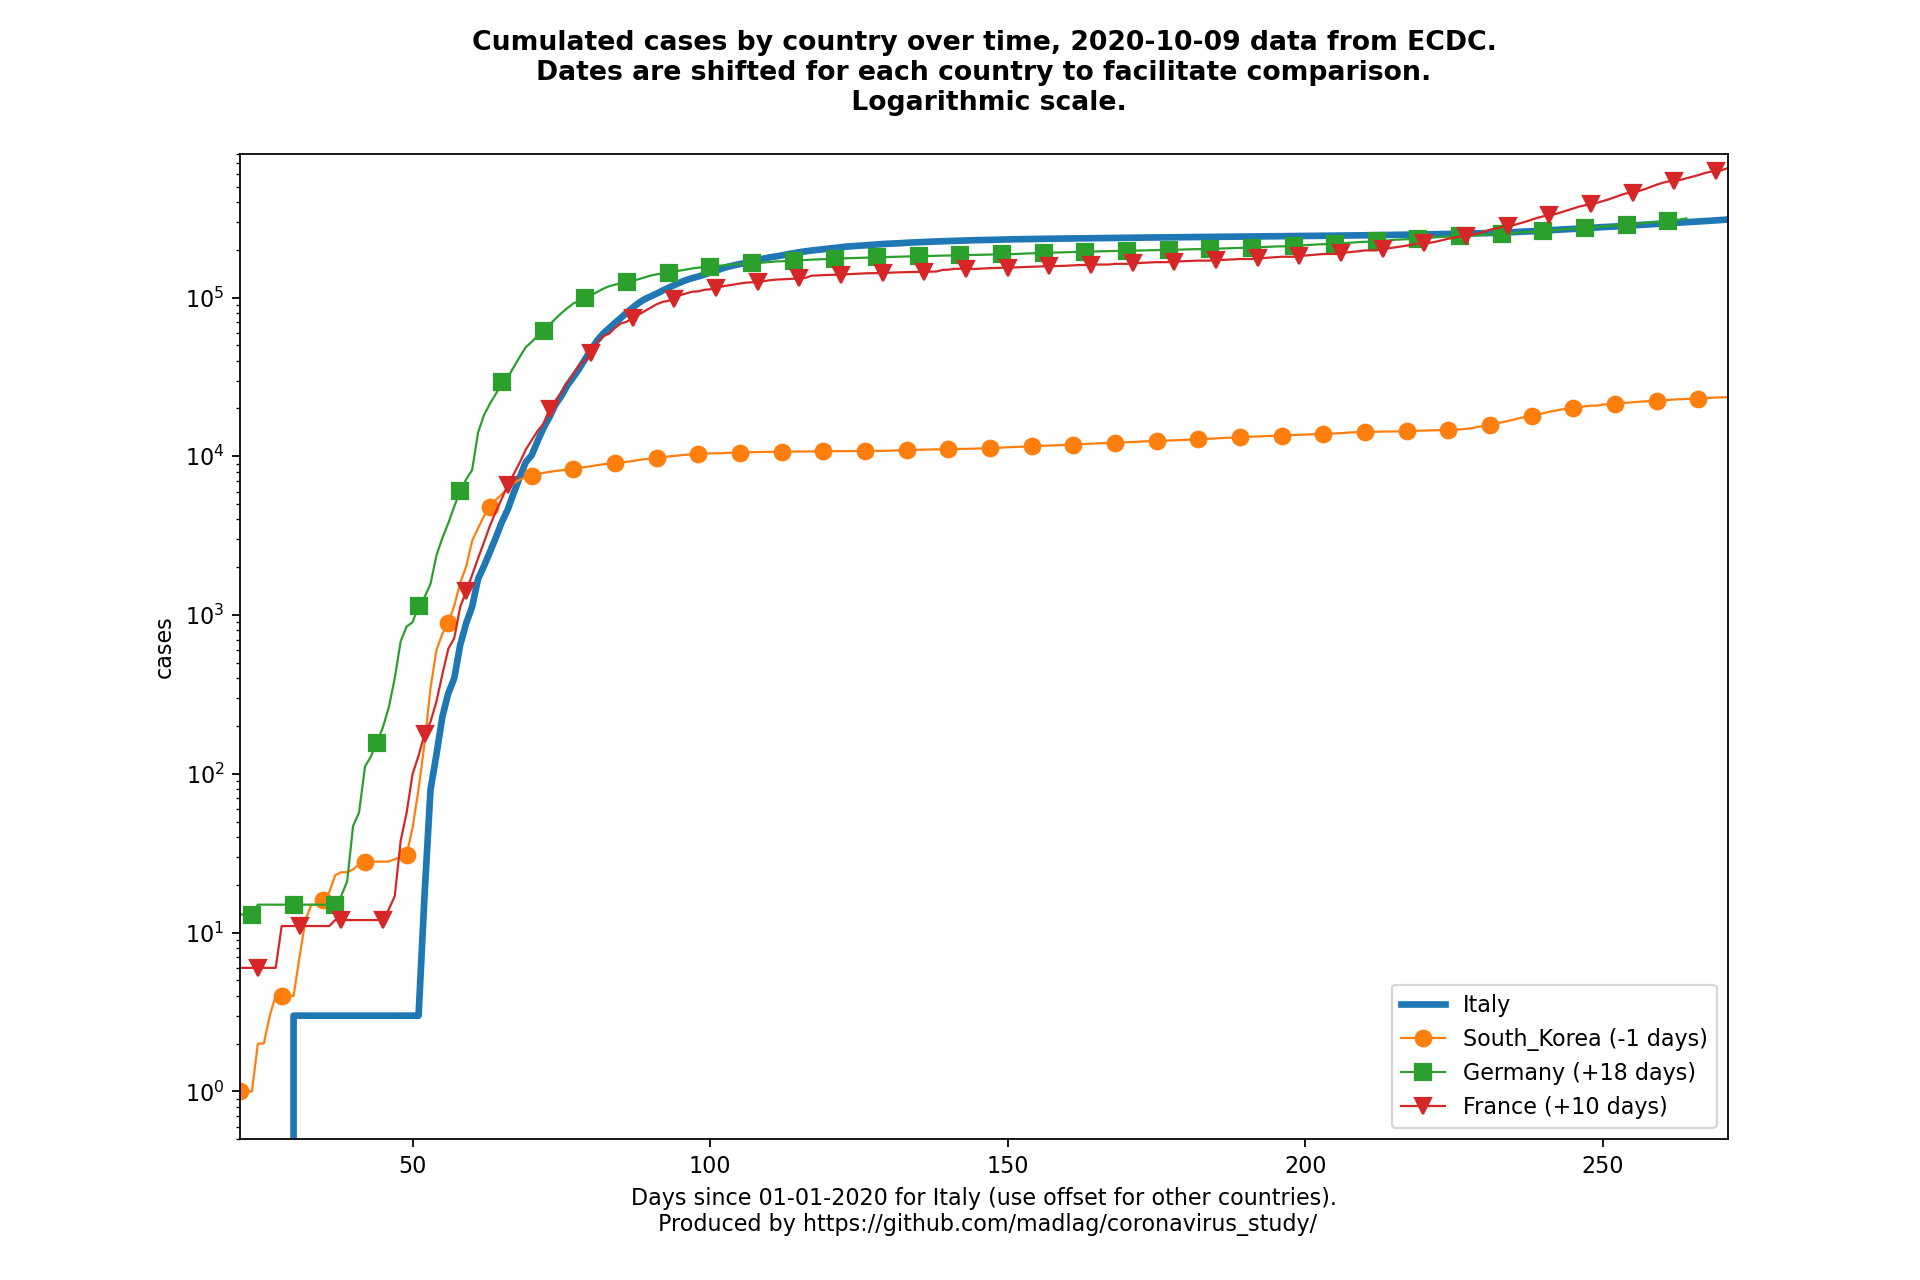 Cumulated cases by country over time, 2020-10-09 data from ECDC.
Dates are shifted for each country to facilitate comparison.
Logarithmic scale.
cases
10^5
10^4
10^3
10^2
10^1
10^0
50 100 150 200 250
Italy
South_Korea (-1 days)
Germany (+18 days)
France (+10 days)
Days since 01-01-2020 for Italy (use offset for other countries).
Produced by https://github.com/madlag/coronavirus_study/